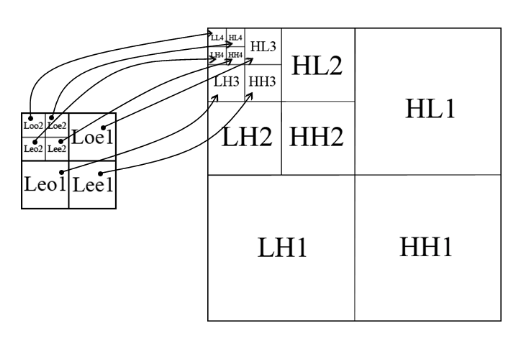 LL4 HL4
LH4 HH4
HL3
LH3 HH3
HL2
LH2 HH2
HL1
LH1 HH1
Loo2 Loe2
Leo2 Lee2
Loe1
Leo1 Lee1